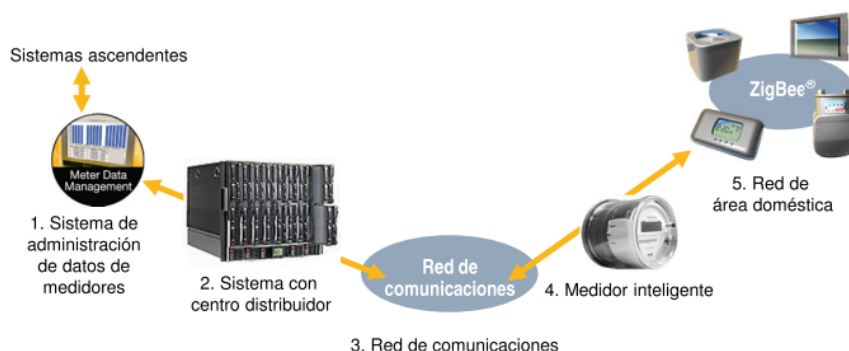 Sistemas ascendentes
Meter Data
Management
1. Sistema de
administración
de datos de
medidores
2. Sistema con
centro distribuidor
Red de
comunicaciones
3. Red de comunicaciones
4. Medidor inteligente
ZigBee®
5. Red de
área doméstica